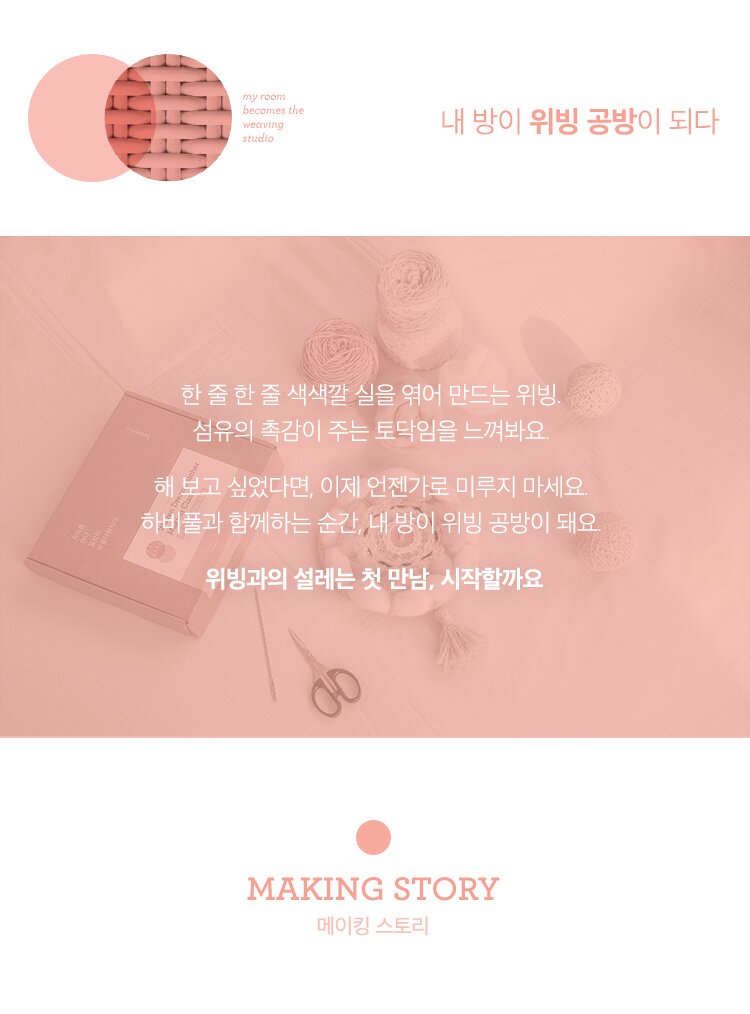 my room
becomes the
weaving
studio
내 방이 위빙 공방이 되다
한 줄 한 줄 색색깔 실을 엮어 만드는 위빙.
섬유의 촉감이 주는 토닥임을 느껴봐요.
해 보고 싶었다면, 이제 언젠가로 미루지 마세요.
하비풀과 함께하는 순간, 내 방이 위빙 공방이 돼요.
위빙과의 설레는 첫 만남, 시작할까요
MAKING STORY
메이킹 스토리